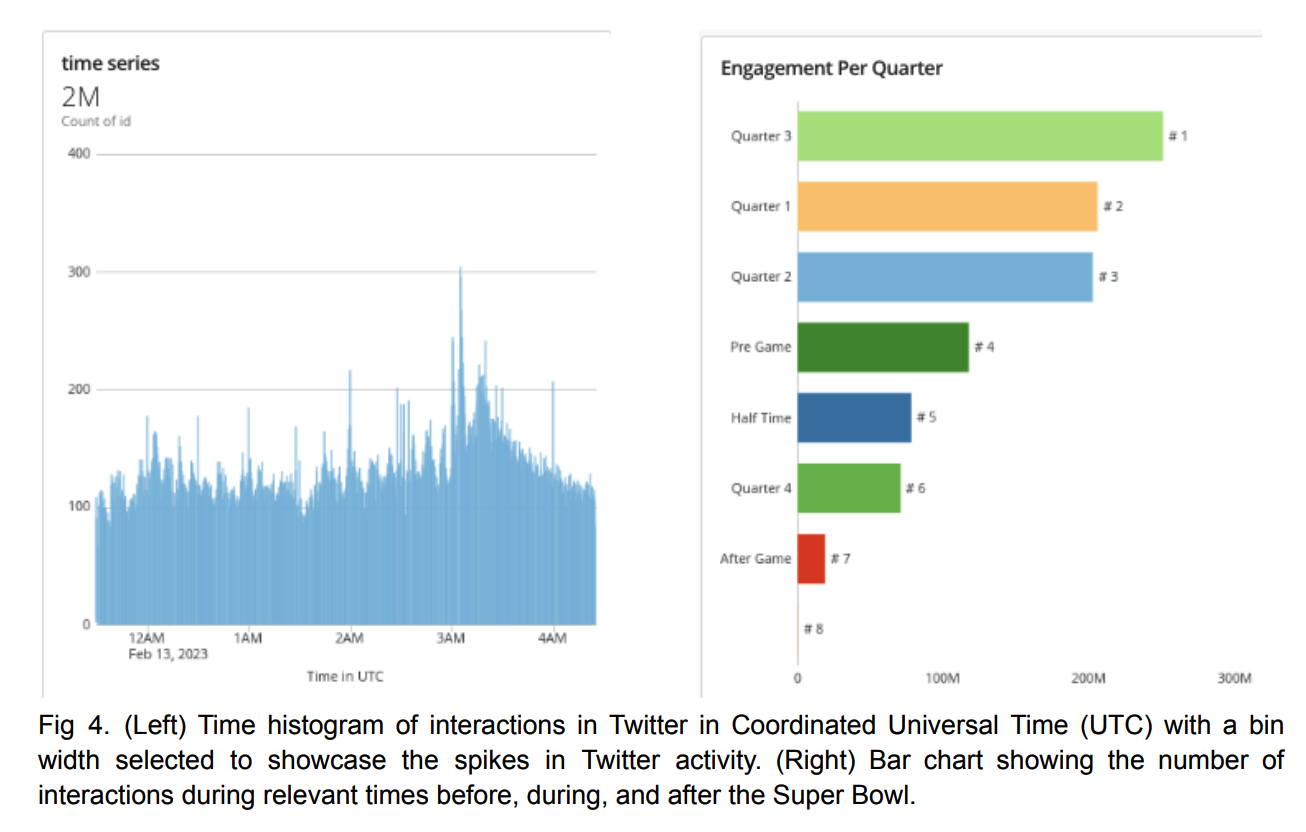 time series
2M
Count of id
400
300
200
100
0
12AM
1AM
2AM
3AM
4AM
Feb 13, 2023
Time in UTC
Engagement Per Quarter
Quarter 3
# 1
Quarter 1
# 2
Quarter 2
# 3
Pre Game
# 4
Half Time
# 5
Quarter 4
# 6
After Game
# 7
# 8
0
100M
200M
300M
Fig 4. (Left) Time histogram of interactions in Twitter in Coordinated Universal Time (UTC) with a bin
width selected to showcase the spikes in Twitter activity. (Right) Bar chart showing the number of
interactions during relevant times before, during, and after the Super Bowl.